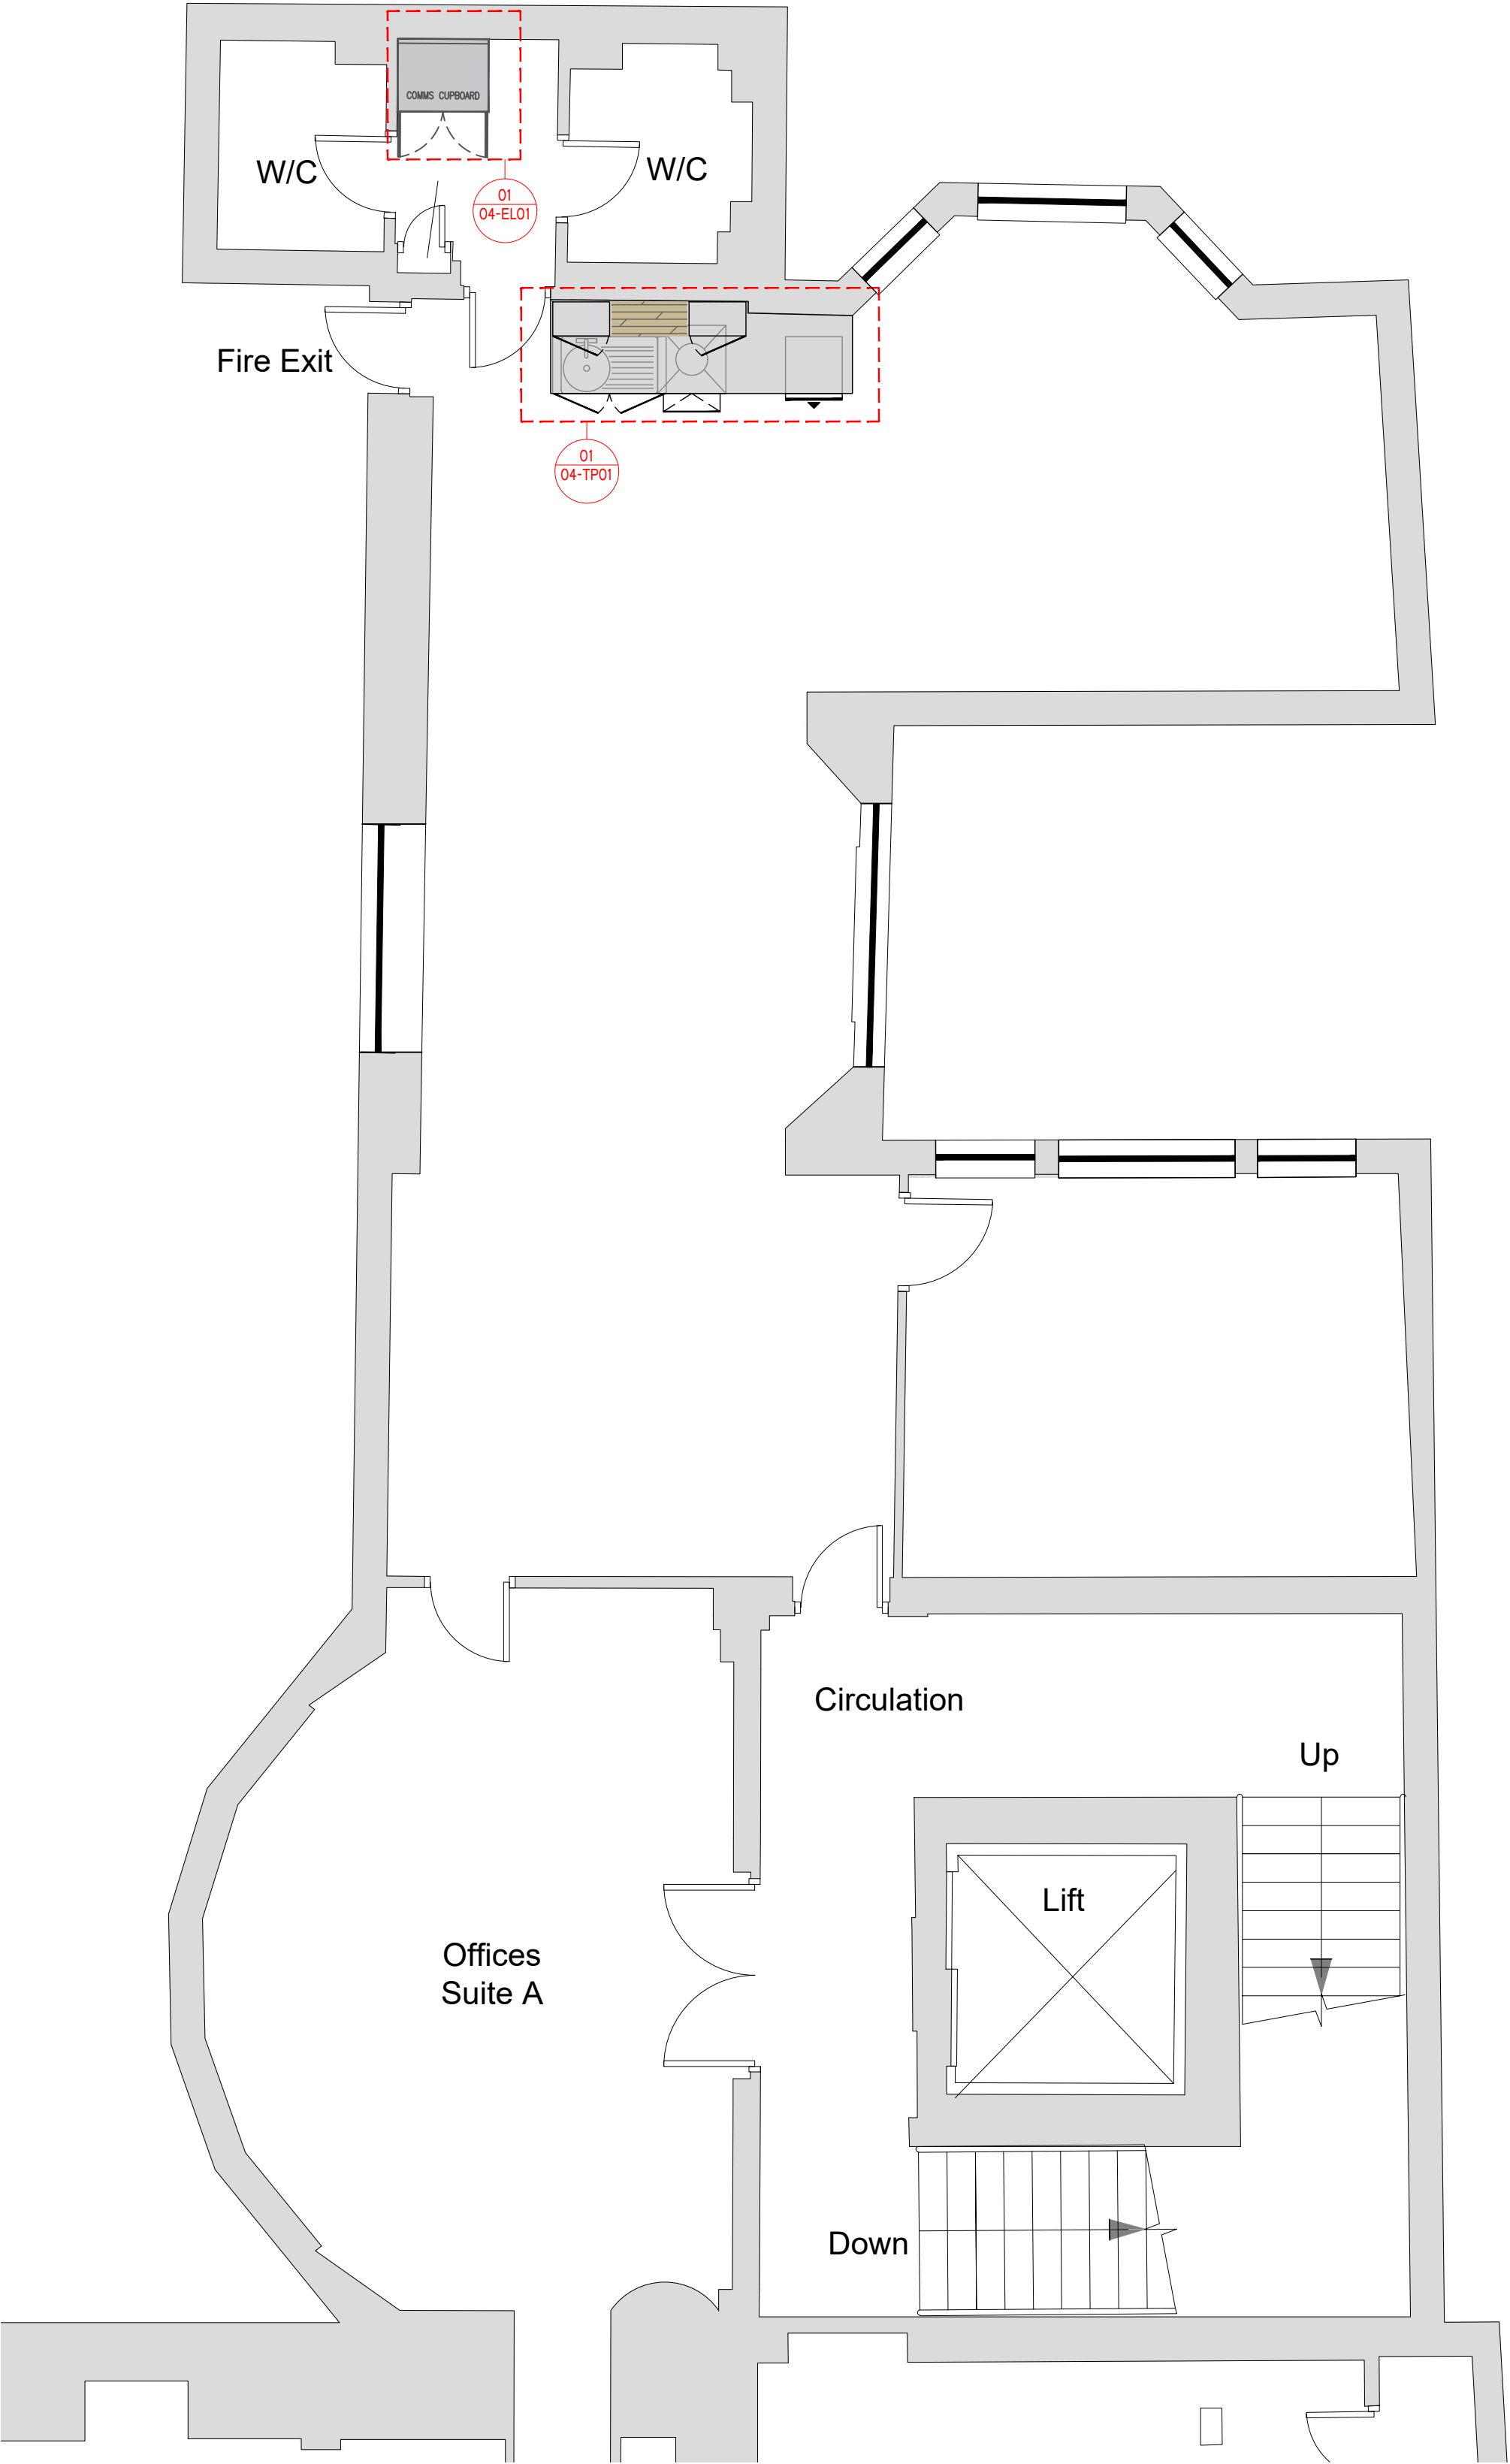 COMMS CUPBOARD
W/C
W/C
01
04-EL01
Fire Exit
01
04-TP01
Circulation
Up
Lift
Offices
Suite A
Down